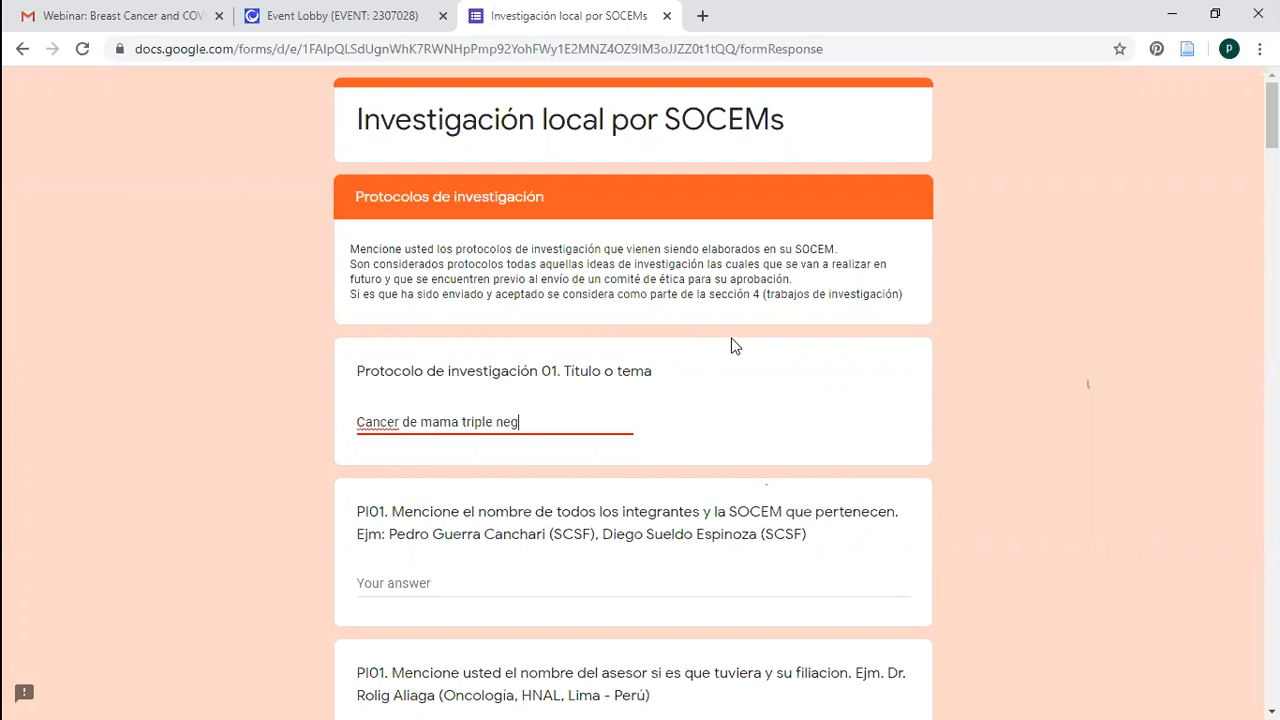 Webinar: Breast Cancer and COV
Event Lobby (EVENT: 2307028)
Investigación local por SOCEMs
docs.google.com/forms/d/e/1FAIpQLSdUgnWhK7RWNHpPmp92YohFWy1E2MNZ4OZ9IM3oJJZZ0t1tQQ/formResponse
P
Investigación local por SOCEMs
Protocolos de investigación
Mencione usted los protocolos de investigación que vienen siendo elaborados en su SOCEM.
Son considerados protocolos todas aquellas ideas de investigación las cuales que se van a realizar en
futuro y que se encuentren previo al envío de un comité de ética para su aprobación.
Si es que ha sido enviado y aceptado se considera como parte de la sección 4 (trabajos de investigación)
Protocolo de investigación 01. Título o tema
Cancer de mama triple neg
PI01. Mencione el nombre de todos los integrantes y la SOCEM que pertenecen.
Ejm: Pedro Guerra Canchari (SCSF), Diego Sueldo Espinoza (SCSF)
Your answer
PI01. Mencione usted el nombre del asesor si es que tuviera y su filiacion. Ejm. Dr.
Rolig Aliaga (Oncología, HNAL, Lima - Perú)